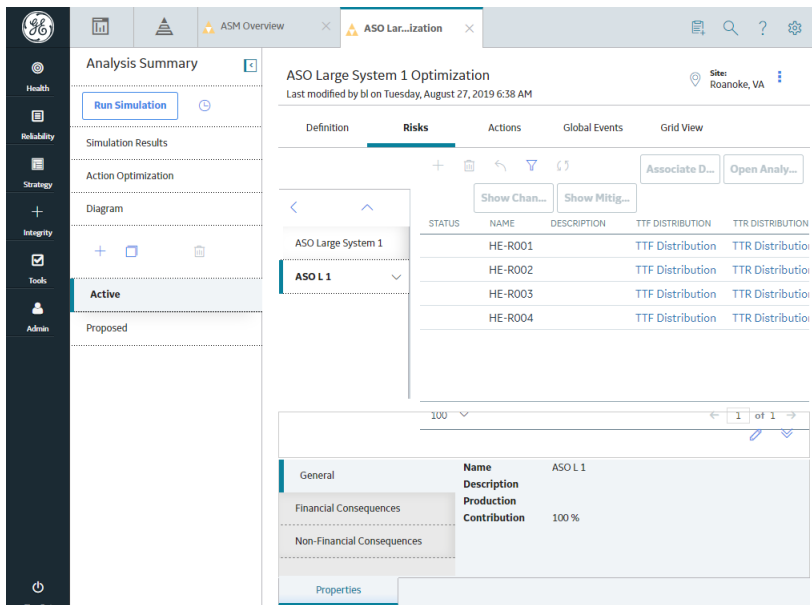 ASM Overview
ASO Lar...ization
Health
Reliability
Strategy
Integrity
Tools
Admin
Analysis Summary
Run Simulation
Simulation Results
Action Optimization
Diagram
Active
Proposed
ASO Large System 1 Optimization
Last modified by bl on Tuesday, August 27, 2019 6:38 AM
Site:
Roanoke, VA
Definition Risks Actions Global Events Grid View
Associate D... Open Analy...
Show Chan... Show Mitig...
ASO Large System 1
ASO L 1
STATUS NAME DESCRIPTION TTF DISTRIBUTION TTR DISTRIBUTION
HE-R001 TTF Distribution TTR Distributio
HE-R002 TTF Distribution TTR Distributio
HE-R003 TTF Distribution TTR Distributio
HE-R004 TTF Distribution TTR Distributio
100 1 of 1
General
Financial Consequences
Non-Financial Consequences
Name ASO L 1
Description
Production
Contribution 100 %
Properties